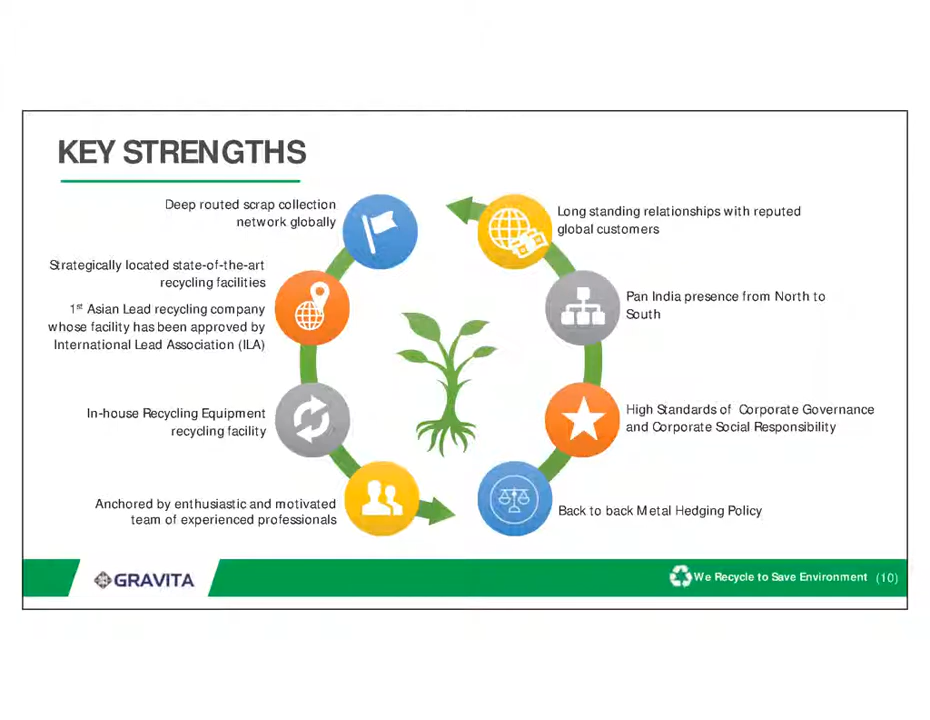 KEY STRENGTHS
Deep routed scrap collection
network globally
Strategically located state-of-the-art
recycling facilities
1st Asian Lead recycling company
whose facility has been approved by
International Lead Association (ILA)
In-house Recycling Equipment
recycling facility
Anchored by enthusiastic and motivated
team of experienced professionals
Long standing relationships with reputed
global customers
Pan India presence from North to
South
High Standards of Corporate Governance
and Corporate Social Responsibility
Back to back Metal Hedging Policy
GRAVITA
We Recycle to Save Environment (10)